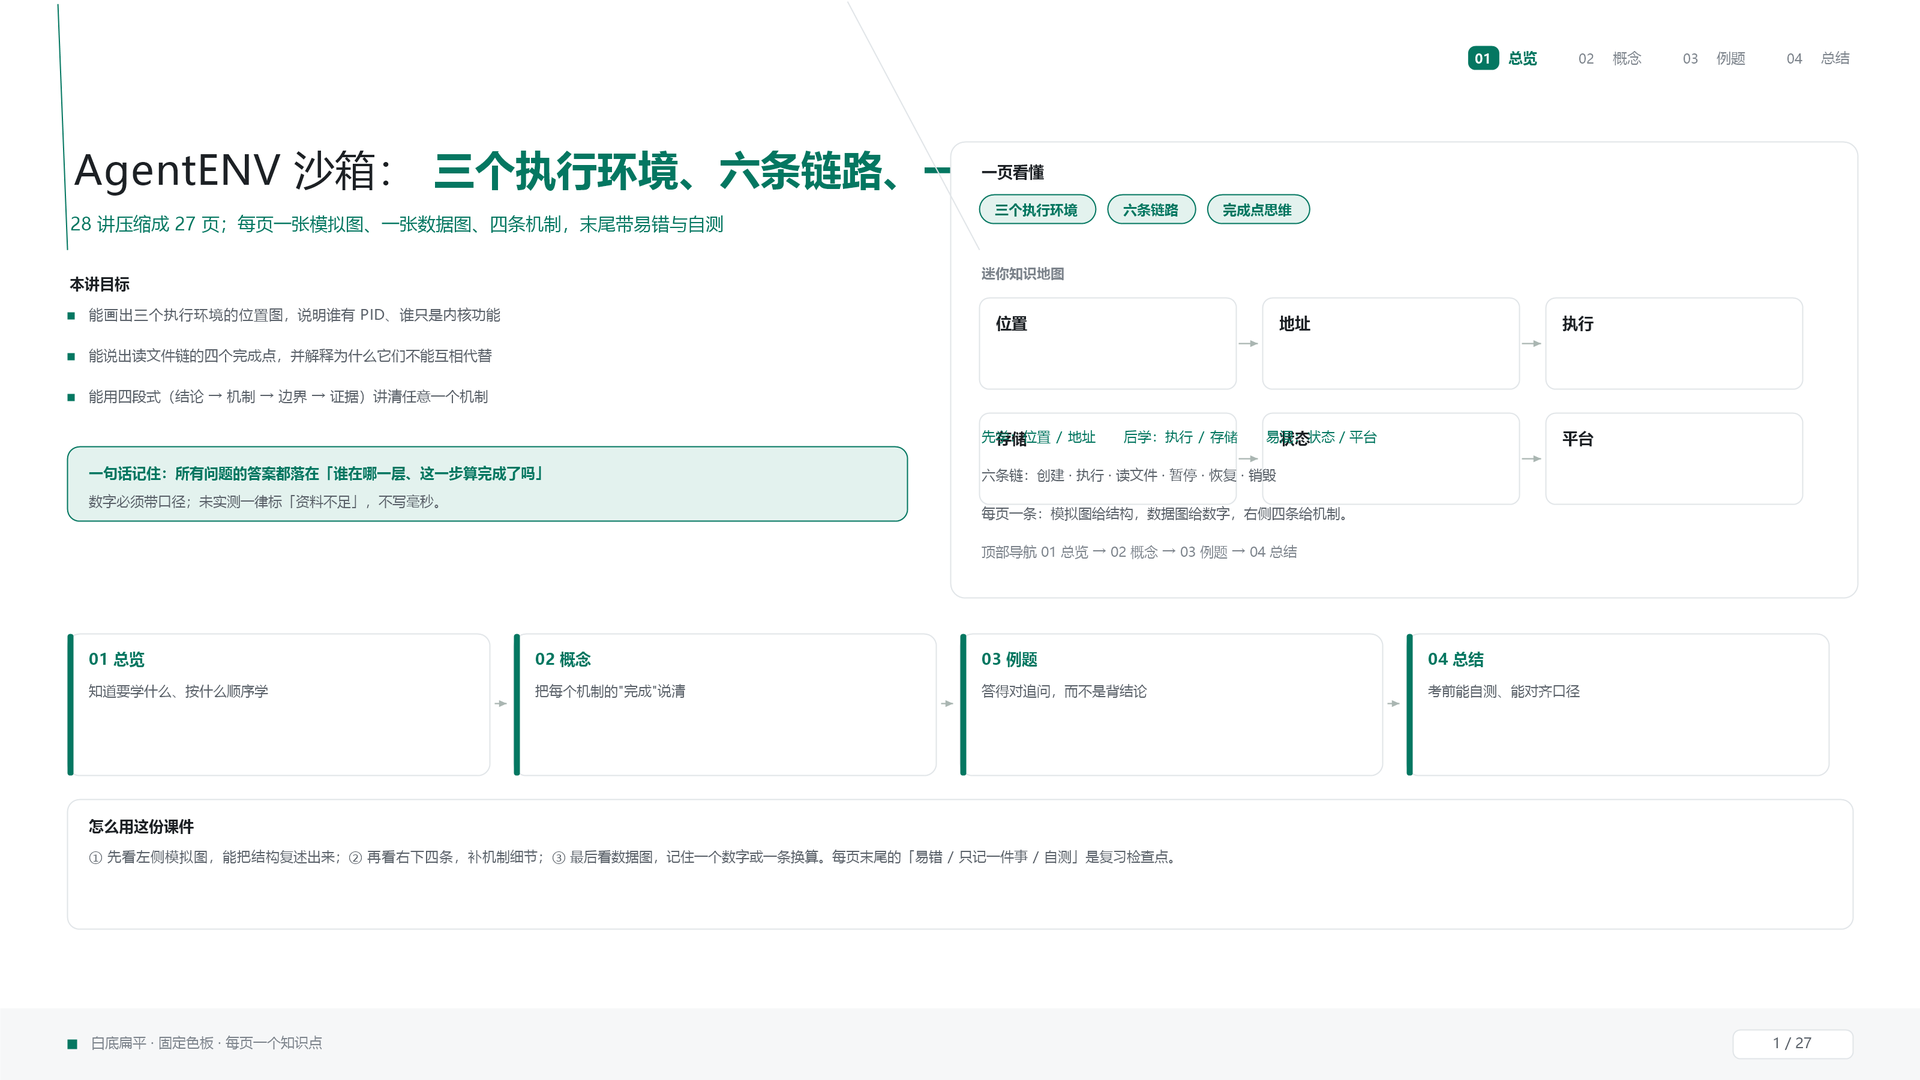 01 总览 02 概念 03 例题 04 总结
AgentENV 沙箱： 三个执行环境、六条链路、一
28 讲压缩成 27 页；每页一张模拟图、一张数据图、四条机制，末尾带易错与自测
本讲目标
能画出三个执行环境的位置图，说明谁有 PID、谁只是内核功能
能说出读文件链的四个完成点，并解释为什么它们不能互相代替
能用四段式（结论 → 机制 → 边界 → 证据）讲清任意一个机制
一句话记住：所有问题的答案都落在「谁在哪一层、这一步算完成了吗」
数字必须带口径；未实测一律标「资料不足」，不写毫秒。
一页看懂
三个执行环境 六条链路 完成点思维
迷你知识地图
位置 地址 执行
存储 状态 平台
位置 / 地址 后学：执行 / 存储 状态 / 平台
六条链：创建 · 执行 · 读文件 · 暂停 · 恢复 · 销毁
每页一条：模拟图给结构，数据图给数字，右侧四条给机制。
顶部导航 01 总览 → 02 概念 → 03 例题 → 04 总结
01 总览
知道要学什么、按什么顺序学
02 概念
把每个机制的"完成"说清
03 例题
答得对追问，而不是背结论
04 总结
考前能自测、能对齐口径
怎么用这份课件
① 先看左侧模拟图，能把结构复述出来；② 再看右下四条，补机制细节；③ 最后看数据图，记住一个数字或一条换算。每页末尾的「易错 / 只记一件事 / 自测」是复习检查点。
白底扁平 · 固定色板 · 每页一个知识点
1 / 27